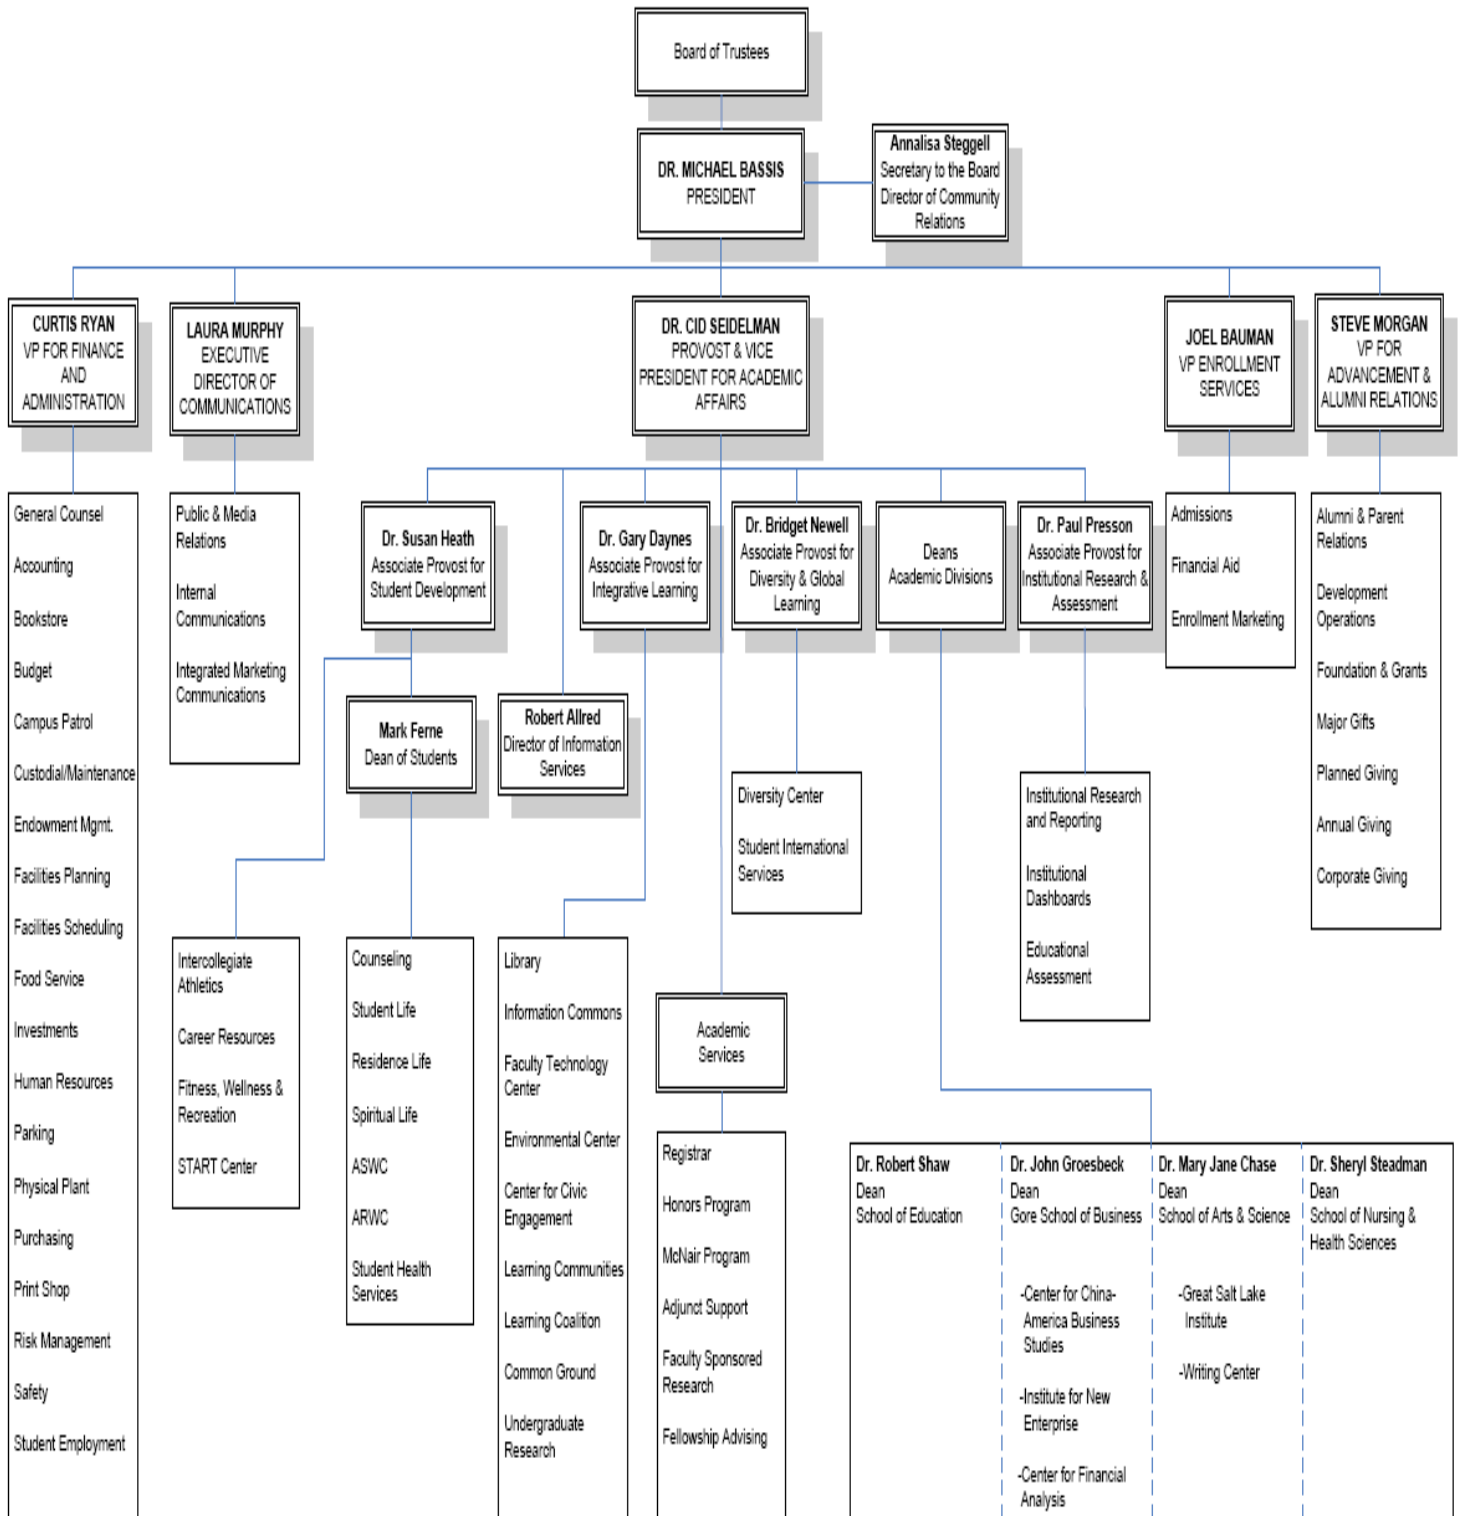 Board of Trustees
DR. MICHAEL BASSIS
PRESIDENT
Annalisa Steggell
Secretary to the Board
Director of Community
Relations
CURTIS RYAN
VP FOR FINANCE
AND
ADMINISTRATION
LAURA MURPHY
EXECUTIVE
DIRECTOR OF
COMMUNICATIONS
DR. CID SEIDELMAN
PROVOST & VICE
PRESIDENT FOR ACADEMIC
AFFAIRS
JOEL BAUMAN
VP ENROLLMENT
SERVICES
STEVE MORGAN
VP FOR
ADVANCEMENT &
ALUMNI RELATIONS
General Counsel
Accounting
Bookstore
Budget
Campus Patrol
Custodial/Maintenance
Endowment Mgmt.
Facilities Planning
Facilities Scheduling
Food Service
Investments
Human Resources
Parking
Physical Plant
Purchasing
Print Shop
Risk Management
Safety
Student Employment
Public & Media
Relations
Internal
Communications
Integrated Marketing
Communications
Dr. Susan Heath
Associate Provost for
Student Development
Dr. Gary Daynes
Associate Provost for
Integrative Learning
Dr. Bridget Newell
Associate Provost for
Diversity & Global
Learning
Deans
Academic Divisions
Dr. Paul Presson
Associate Provost for
Institutional Research &
Assessment
Admissions
Financial Aid
Enrollment Marketing
Alumni & Parent
Relations
Development
Operations
Foundation & Grants
Major Gifts
Planned Giving
Annual Giving
Corporate Giving
Mark Ferne
Dean of Students
Robert Allred
Director of Information
Services
Diversity Center
Student International
Services
Institutional Research
and Reporting
Institutional
Dashboards
Educational
Assessment
Intercollegiate
Athletics
Career Resources
Fitness, Wellness &
Recreation
START Center
Counseling
Student Life
Residence Life
Spiritual Life
ASWC
ARWC
Student Health
Services
Library
Information Commons
Faculty Technology
Center
Environmental Center
Center for Civic
Engagement
Learning Communities
Learning Coalition
Common Ground
Undergraduate
Research
Academic
Services
Registrar
Honors Program
McNair Program
Adjunct Support
Faculty Sponsored
Research
Fellowship Advising
Dr. Robert Shaw
Dean
School of Education
Dr. John Groesbeck
Dean
Gore School of Business
-Center for China-
America Business
Studies
-Institute for New
Enterprise
-Center for Financial
Analysis
Dr. Mary Jane Chase
Dean
School of Arts & Science
-Great Salt Lake
Institute
-Writing Center
Dr. Sheryl Steadman
Dean
School of Nursing &
Health Sciences